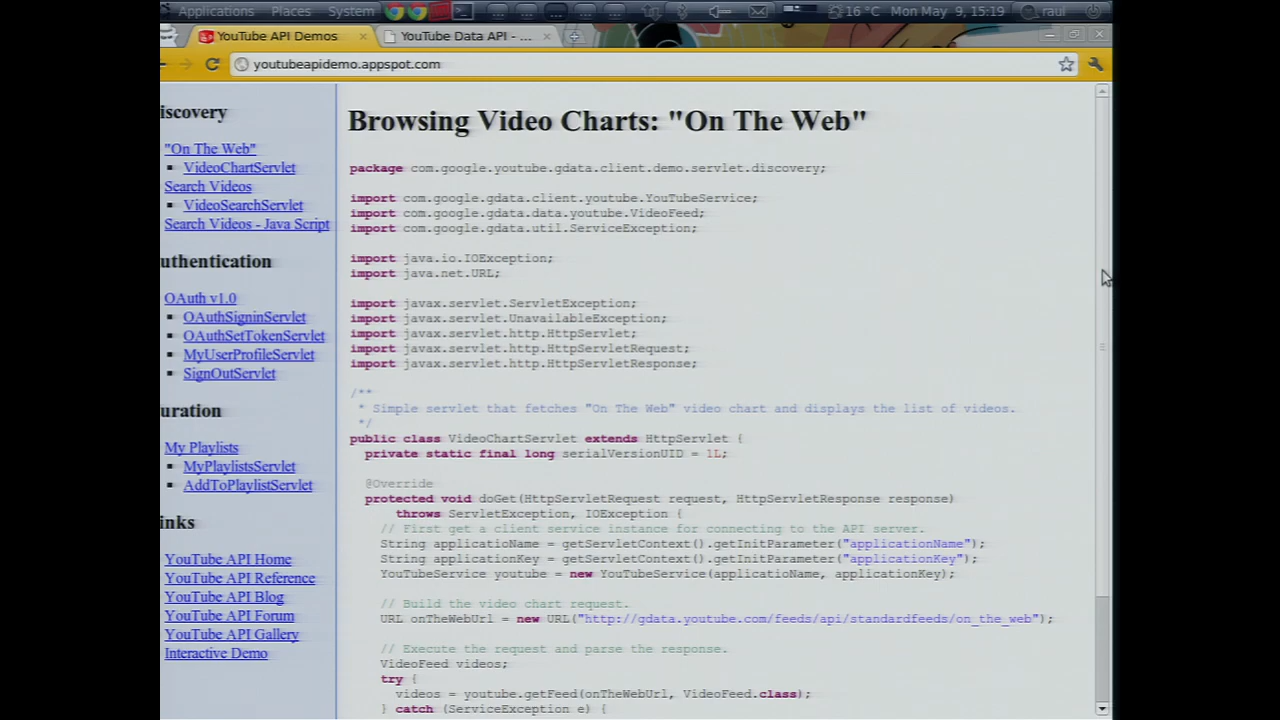 Applications Places System 16 °C Mon May 9, 15:19 raul
YouTube API Demos × YouTube Data API - ... ×
youtubeapidemo.appspot.com
iscovery
"On The Web"
VideoChartServlet
Search Videos
VideoSearchServlet
Search Videos - Java Script
uthentication
OAuth v1.0
OAuthSigninServlet
OAuthSetTokenServlet
MyUserProfileServlet
SignOutServlet
uration
My Playlists
MyPlaylistsServlet
AddToPlaylistServlet
inks
YouTube API Home
YouTube API Reference
YouTube API Blog
YouTube API Forum
YouTube API Gallery
Interactive Demo
Browsing Video Charts: "On The Web"
package com.google.youtube.gdata.client.demo.servlet.discovery;
import com.google.gdata.client.youtube.YouTubeService;
import com.google.gdata.data.youtube.VideoFeed;
import com.google.gdata.util.ServiceException;
import java.io.IOException;
import java.net.URL;
import javax.servlet.ServletException;
import javax.servlet.UnavailableException;
import javax.servlet.http.HttpServlet;
import javax.servlet.http.HttpServletRequest;
import javax.servlet.http.HttpServletResponse;
/**
* Simple servlet that fetches "On The Web" video chart and displays the list of videos.
*/
public class VideoChartServlet extends HttpServlet {
private static final long serialVersionUID = 1L;
@Override
protected void doGet(HttpServletRequest request, HttpServletResponse response)
throws ServletException, IOException {
// First get a client service instance for connecting to the API server.
String applicatioName = getServletContext().getInitParameter("applicationName");
String applicationKey = getServletContext().getInitParameter("applicationKey");
YouTubeService youtube = new YouTubeService(applicatioName, applicationKey);
// Build the video chart request.
URL onTheWebUrl = new URL("http://gdata.youtube.com/feeds/api/standardfeeds/on_the_web");
// Execute the request and parse the response.
VideoFeed videos;
try {
videos = youtube.getFeed(onTheWebUrl, VideoFeed.class);
} catch (ServiceException e) {